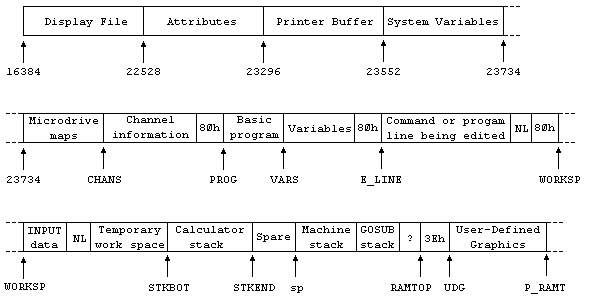 Display File Attributes Printer Buffer System Variables
16384 22528 23296 23552 23734
Microdrive maps Channel information 80h Basic program Variables 80h Command or progam line being edited NL 80h
23734 CHANS PROG VARS E_LINE WORKSP
INPUT data NL Temporary work space Calculator stack Spare Machine stack GOSUB stack ? 3Eh User-Defined Graphics
WORKSP STKBOT STKEND sp RAMTOP UDG P_RAMT